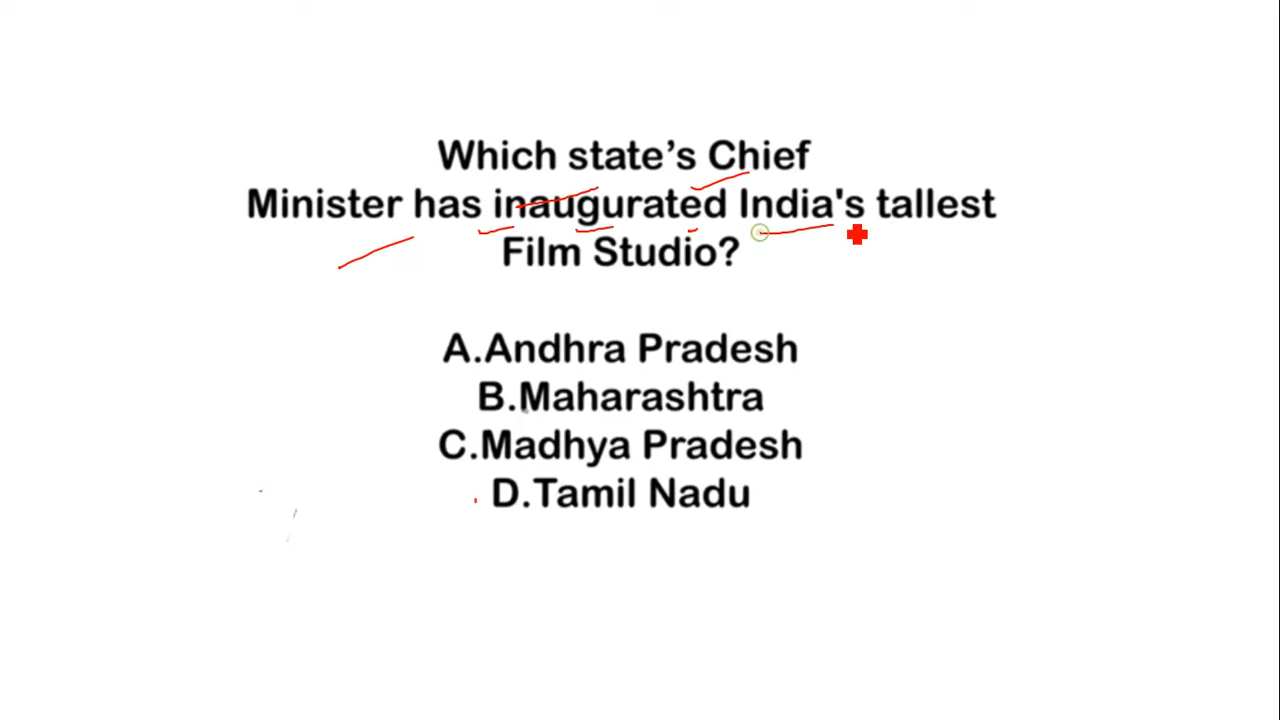 Which state’s Chief
Minister has inaugurated India's tallest
Film Studio?
A.Andhra Pradesh
B.Maharashtra
C.Madhya Pradesh
D.Tamil Nadu